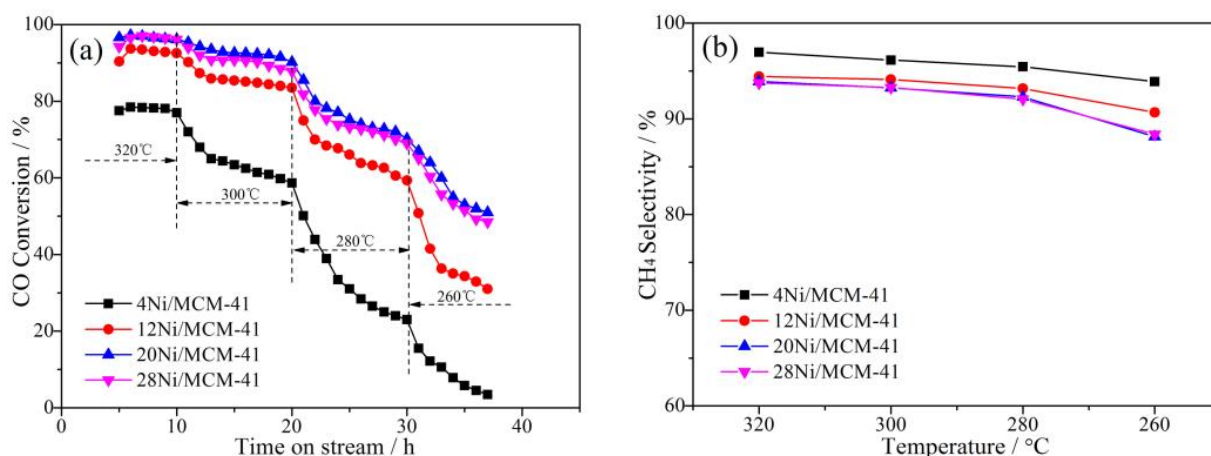 (a)
CO Conversion / %
100
80
60
40
20
0
320℃
300℃
280℃
260℃
4Ni/MCM-41
12Ni/MCM-41
20Ni/MCM-41
28Ni/MCM-41
0 10 20 30 40
Time on stream / h
(b)
CH4 Selectivity / %
100
90
80
70
60
4Ni/MCM-41
12Ni/MCM-41
20Ni/MCM-41
28Ni/MCM-41
320 300 280 260
Temperature / °C